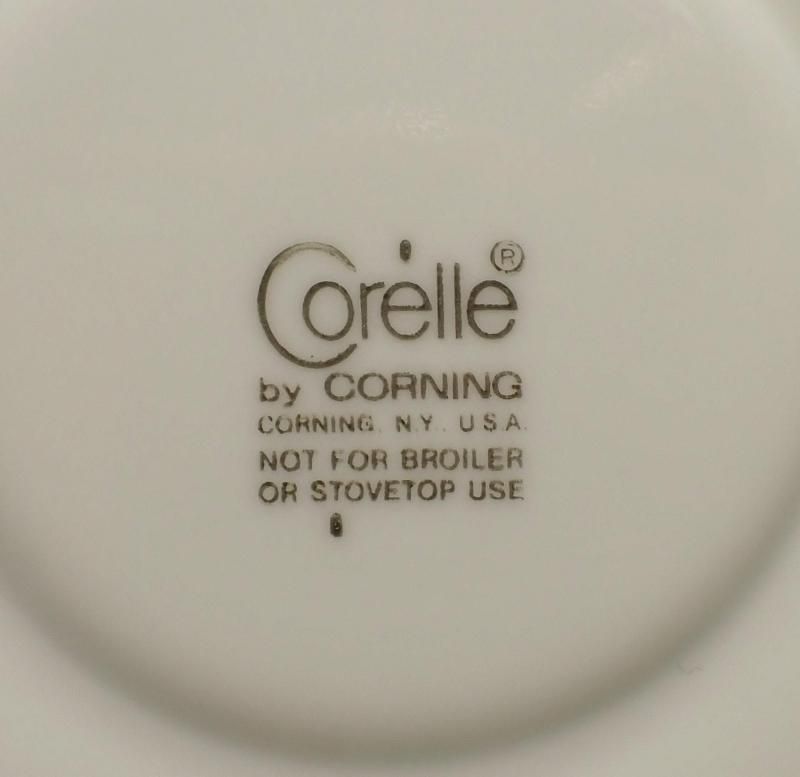 Corelle®
by CORNING
CORNING, N.Y., U.S.A.
NOT FOR BROILER
OR STOVETOP USE